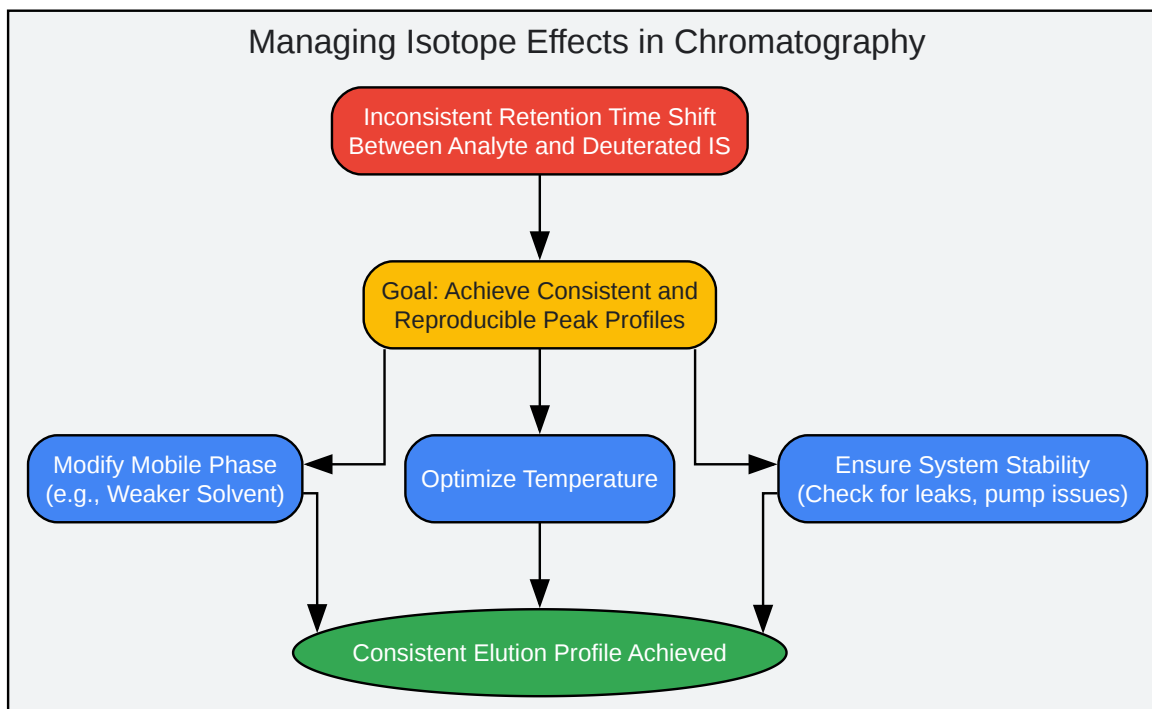 Managing Isotope Effects in Chromatography
Inconsistent Retention Time Shift
Between Analyte and Deuterated IS
Goal: Achieve Consistent and
Reproducible Peak Profiles
Modify Mobile Phase
(e.g., Weaker Solvent)
Optimize Temperature
Ensure System Stability
(Check for leaks, pump issues)
Consistent Elution Profile Achieved